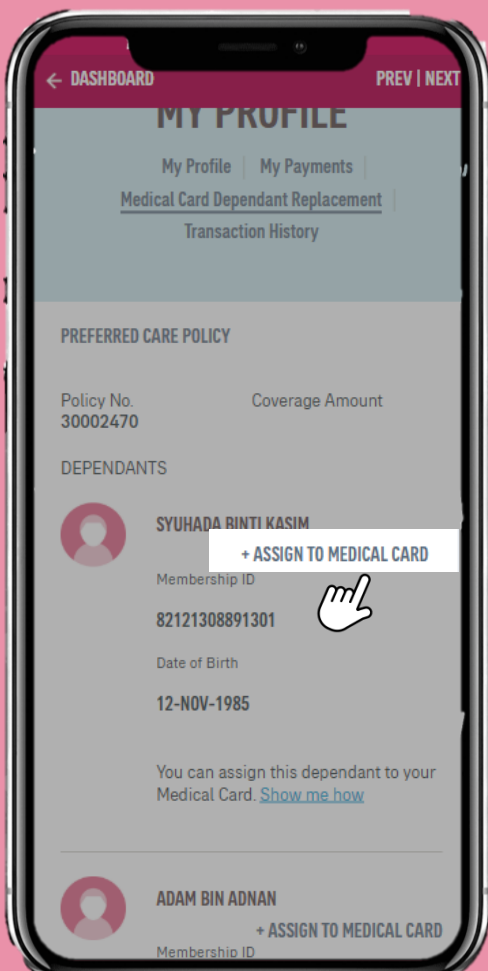 ← DASHBOARD PREV | NEXT
MY PROFILE
My Profile | My Payments |
Medical Card Dependant Replacement |
Transaction History
PREFERRED CARE POLICY
Policy No. Coverage Amount
30002470
DEPENDANTS
SYUHADA BINTI KASIM
+ ASSIGN TO MEDICAL CARD
Membership ID
82121308891301
Date of Birth
12-NOV-1985
You can assign this dependant to your
Medical Card. Show me how
ADAM BIN ADNAN
+ ASSIGN TO MEDICAL CARD
Membership ID